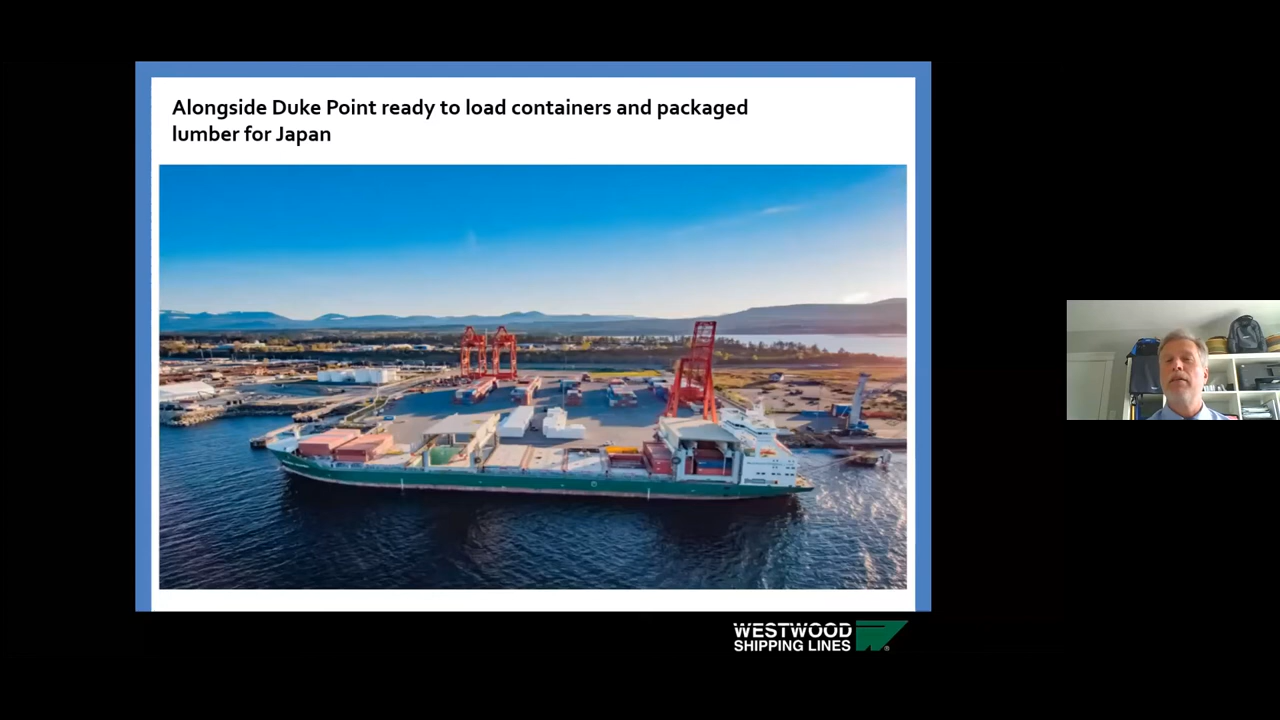 Alongside Duke Point ready to load containers and packaged
lumber for Japan
WESTWOOD
SHIPPING LINES